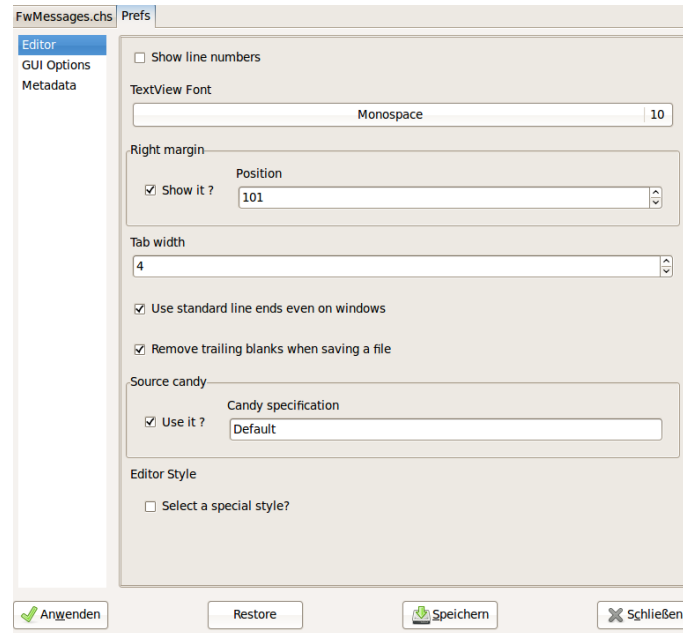 FwMessages.chs Prefs
Editor
GUI Options
Metadata
Show line numbers
TextView Font
Monospace 10
Right margin
Position
Show it ?
101
Tab width
4
Use standard line ends even on windows
Remove trailing blanks when saving a file
Source candy
Candy specification
Use it ?
Default
Editor Style
Select a special style?
Anwenden Restore Speichern Schließen